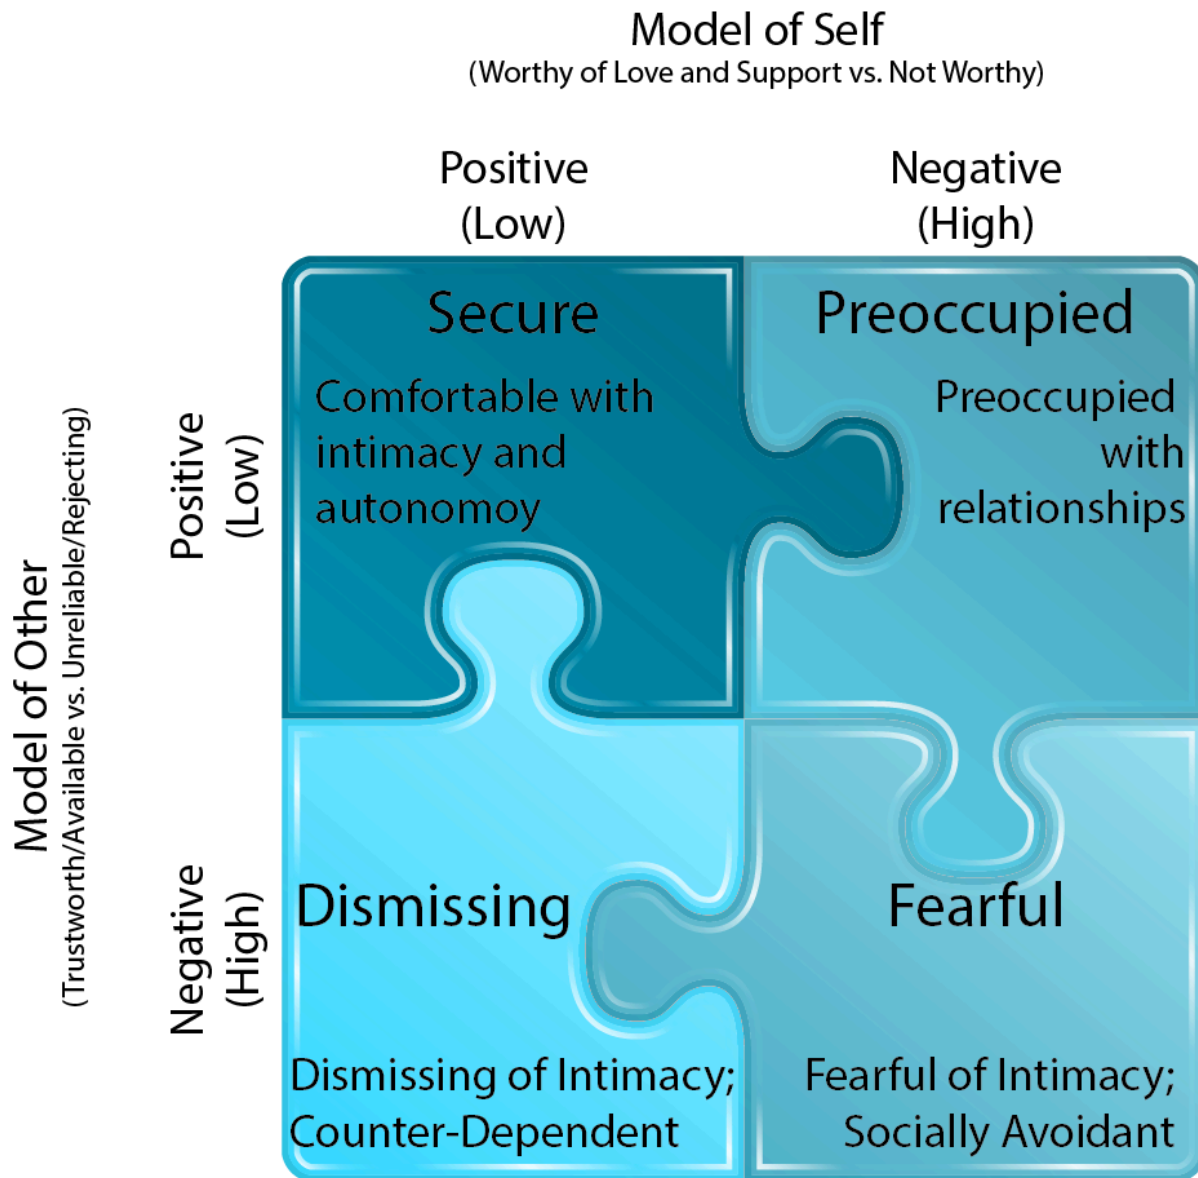 Model of Self
(Worthy of Love and Support vs. Not Worthy)
Positive
(Low)
Negative
(High)
Model of Other
(Trustworth/Available vs. Unreliable/Rejecting)
Positive
(Low)
Secure
Comfortable with
intimacy and
autonomoy
Preoccupied
Preoccupied
with
relationships
Negative
(High)
Dismissing
Dismissing of Intimacy;
Counter-Dependent
Fearful
Fearful of Intimacy;
Socially Avoidant